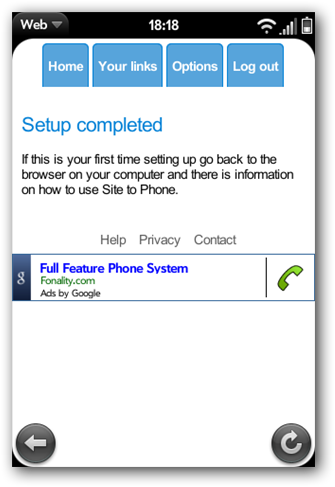 Web 18:18
Home Your links Options Log out
Setup completed
If this is your first time setting up go back to the
browser on your computer and there is information
on how to use Site to Phone.
Help Privacy Contact
g
Full Feature Phone System
Fonality.com
Ads by Google